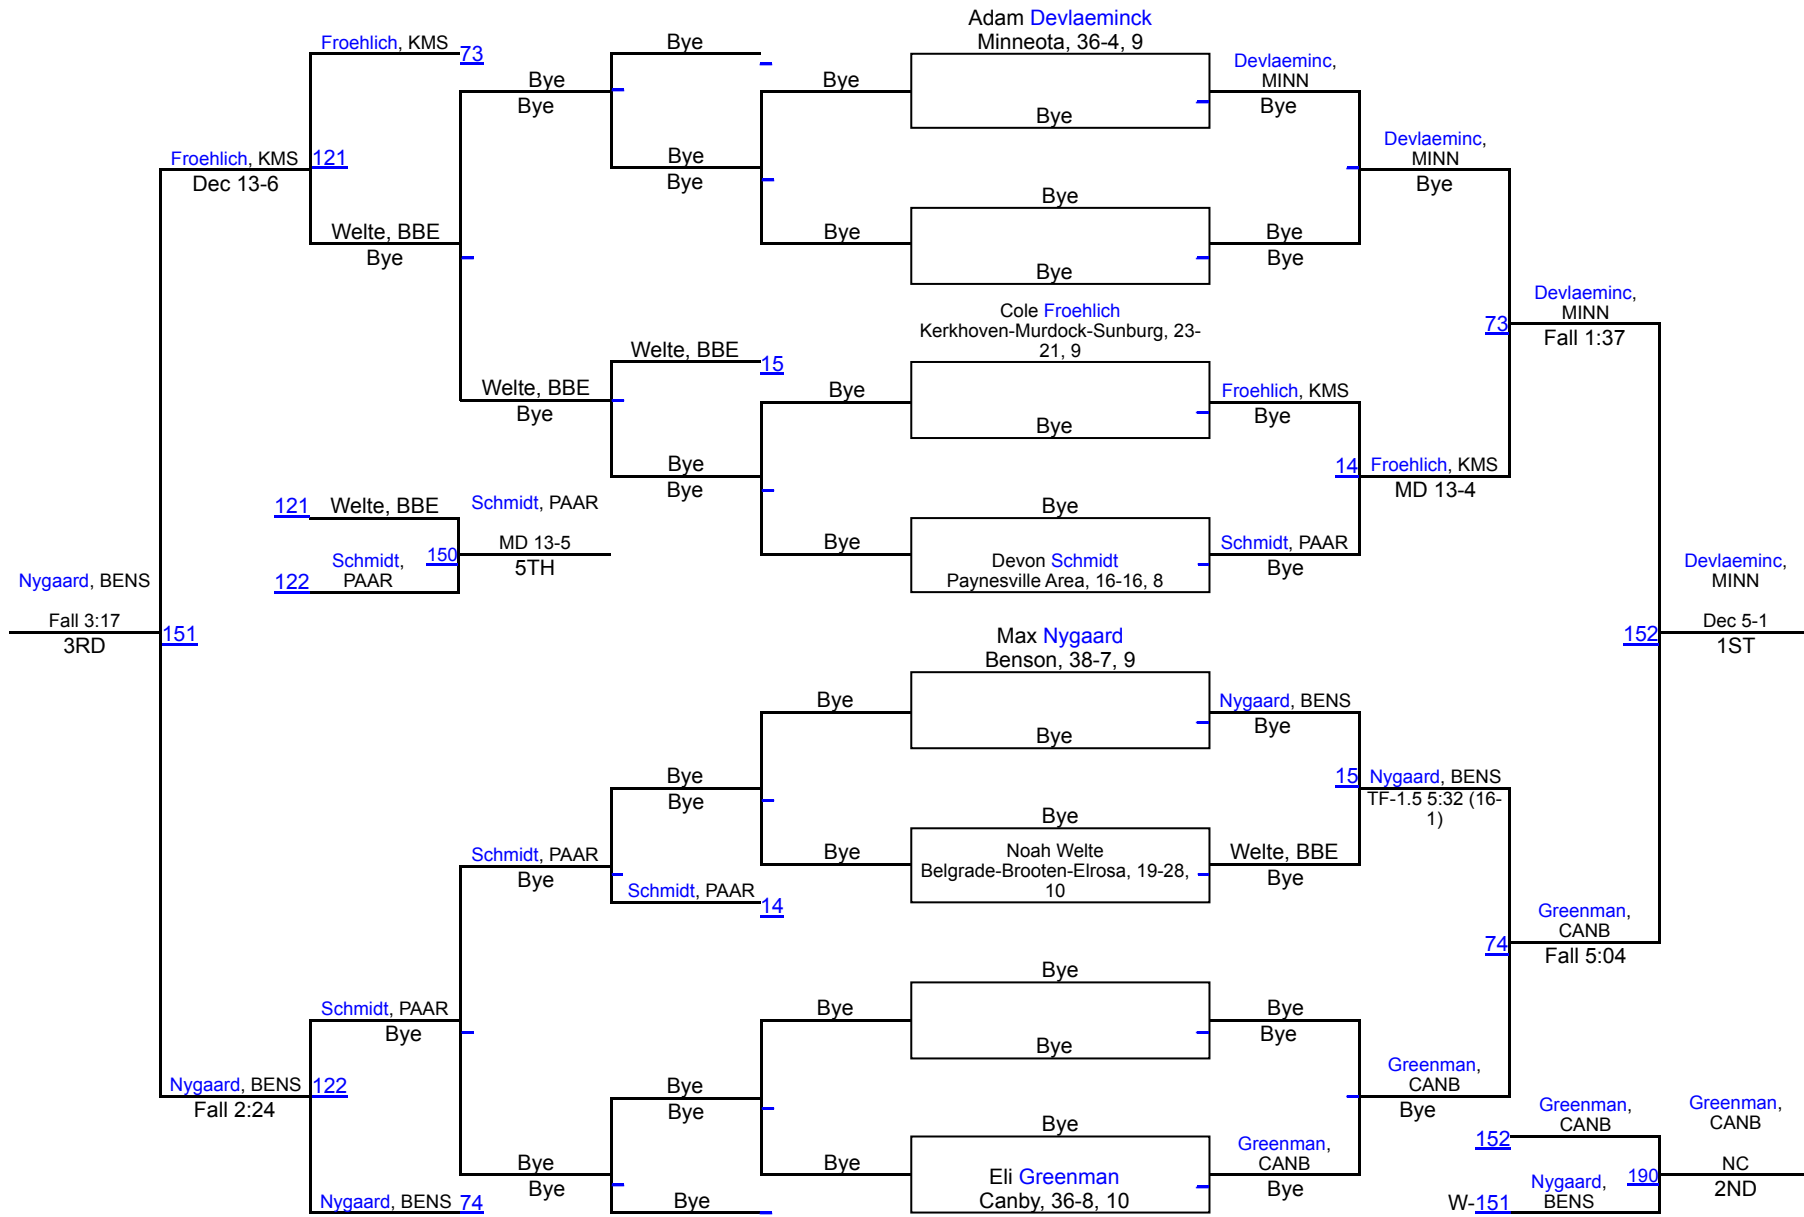 Adam Devlaeminck
Minneota, 36-4, 9
Froehlich, KMS
73
Bye
Devlaeminc,
MINN
Bye
Bye
Bye
Bye
Bye
Froehlich, KMS
121
Dec 13-6
Bye
Bye
Devlaeminc,
MINN
Bye
Bye
Welte, BBE
Bye
Bye
Bye
Bye
Bye
Devlaeminc,
MINN
73
Fall 1:37
Cole Froehlich
Kerkhoven-Murdock-Sunburg, 23-
21, 9
Welte, BBE
15
Welte, BBE
Bye
Bye
Bye
Froehlich, KMS
Bye
Bye
Bye
14
Froehlich, KMS
MD 13-4
121
Welte, BBE
Schmidt, PAAR
Bye
Schmidt,
PAAR
150
122
MD 13-5
5TH
Bye
Devon Schmidt
Paynesville Area, 16-16, 8
Schmidt, PAAR
Bye
Nygaard, BENS
Fall 3:17
3RD
151
Devlaeminc,
MINN
152
Dec 5-1
1ST
Max Nygaard
Benson, 38-7, 9
Bye
Bye
Nygaard, BENS
Bye
Bye
Bye
15
Nygaard, BENS
TF-1.5 5:32 (16-
1)
Bye
Schmidt, PAAR
Bye
Bye
Noah Welte
Belgrade-Brooten-Elrosa, 19-28,
10
Welte, BBE
Bye
Schmidt, PAAR
14
Greenman,
CANB
74
Fall 5:04
Bye
Schmidt, PAAR
Bye
Bye
Bye
Bye
Bye
Nygaard, BENS
122
Fall 2:24
Bye
Bye
Greenman,
CANB
Bye
Bye
Bye
Bye
Bye
Eli Greenman
Canby, 36-8, 10
Greenman,
CANB
Bye
Nygaard, BENS
74
Bye
Greenman,
CANB
152
Greenman,
CANB
Nygaard,
BENS
190
W-151
NC
2ND